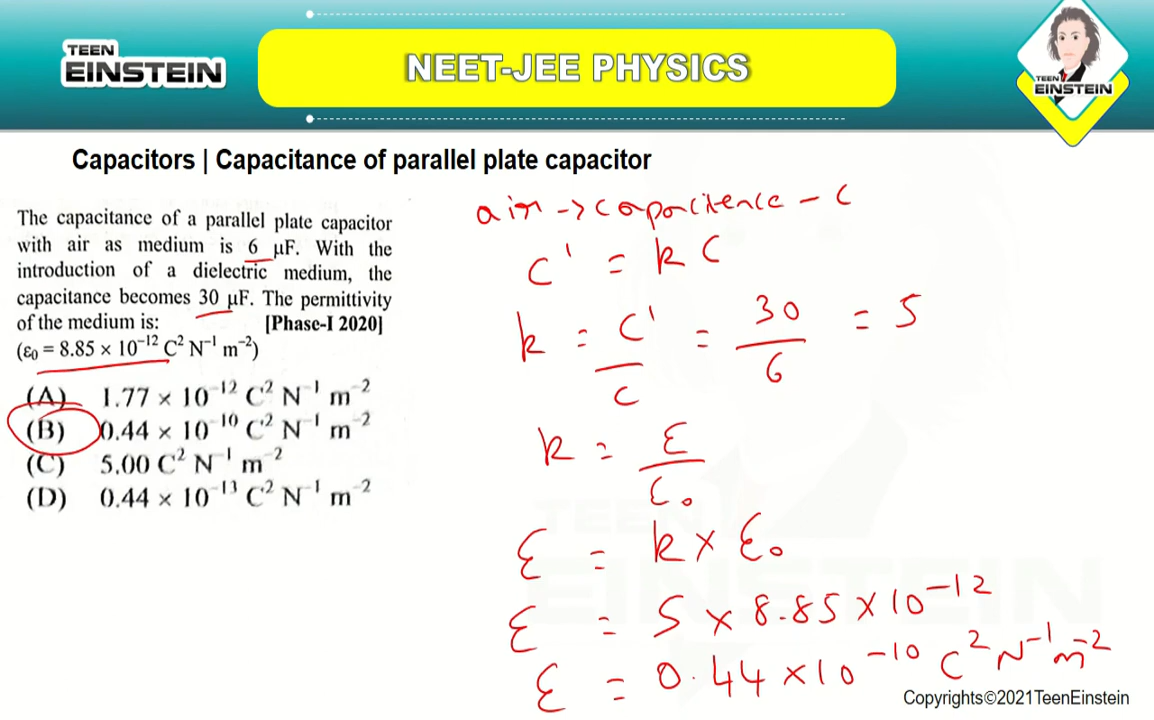 TEEN
EINSTEIN
NEET-JEE PHYSICS
TEEN
EINSTEIN
Capacitors | Capacitance of parallel plate capacitor
The capacitance of a parallel plate capacitor
with air as medium is 6 μF. With the
introduction of a dielectric medium, the
capacitance becomes 30 μF. The permittivity
of the medium is: [Phase-I 2020]
(ε₀ = 8.85 × 10⁻¹² C² N⁻¹ m⁻²)
(A) 1.77 × 10⁻¹² C² N⁻¹ m⁻²
(B) 0.44 × 10⁻¹⁰ C² N⁻¹ m⁻²
(C) 5.00 C² N⁻¹ m⁻²
(D) 0.44 × 10⁻¹³ C² N⁻¹ m⁻²
air → capacitence - C
C' = k C
k = C'/C = 30/6 = 5
k = ε/ε₀
ε = k × ε₀
ε = 5 × 8.85 × 10⁻¹²
ε = 0.44 × 10⁻¹⁰ C² N⁻¹ m⁻²
TEEN
EINSTEIN
Copyrights©2021TeenEinstein